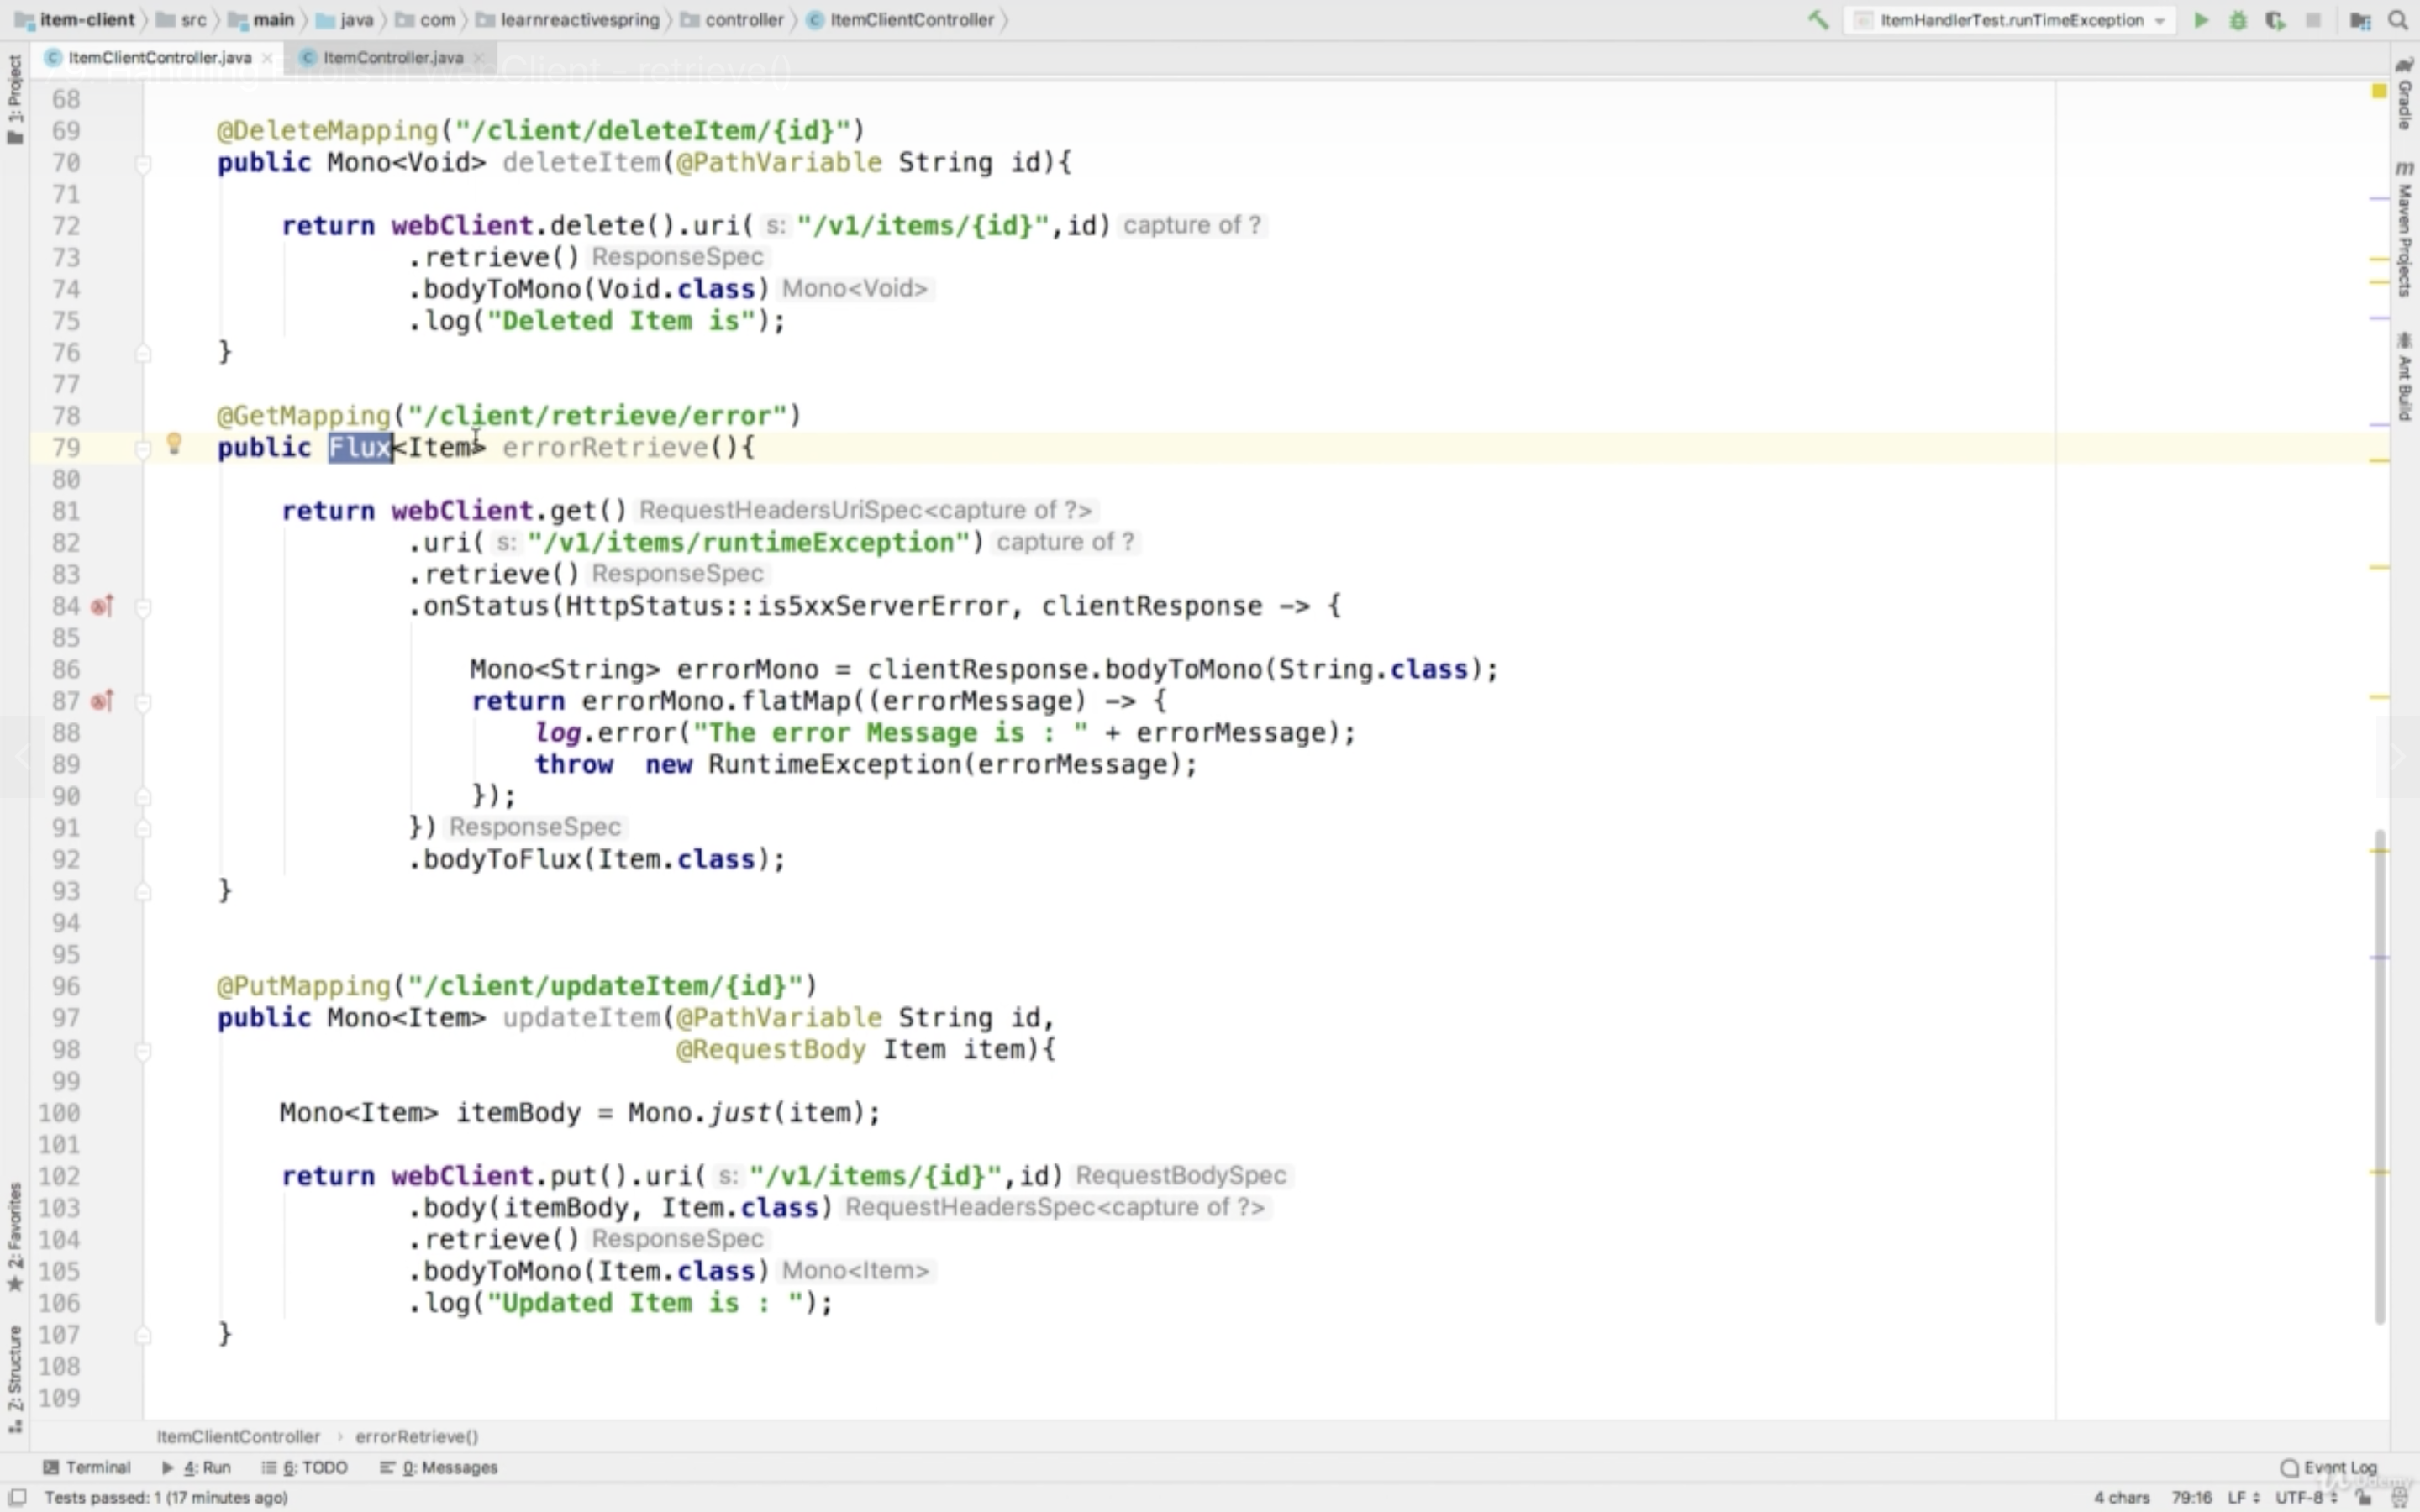 item-client src main java com learnreactivespring controller ItemClientController ItemHandlerTest.runTimeException
ItemClientController.java ItemController.java
Handling Errors in WebClient - retrieve()
1: Project
Gradle
Maven Projects
Ant Build
2: Favorites
Z: Structure
68
69 @DeleteMapping("/client/deleteItem/{id}")
70 public Mono<Void> deleteItem(@PathVariable String id){
71
72 return webClient.delete().uri( s: "/v1/items/{id}",id) capture of ?
73 .retrieve() ResponseSpec
74 .bodyToMono(Void.class) Mono<Void>
75 .log("Deleted Item is");
76 }
77
78 @GetMapping("/client/retrieve/error")
79 public Flux<Item> errorRetrieve(){
80
81 return webClient.get() RequestHeadersUriSpec<capture of ?>
82 .uri( s: "/v1/items/runtimeException") capture of ?
83 .retrieve() ResponseSpec
84 .onStatus(HttpStatus::is5xxServerError, clientResponse -> {
85
86 Mono<String> errorMono = clientResponse.bodyToMono(String.class);
87 return errorMono.flatMap((errorMessage) -> {
88 log.error("The error Message is : " + errorMessage);
89 throw  new RuntimeException(errorMessage);
90 });
91 }) ResponseSpec
92 .bodyToFlux(Item.class);
93 }
94
95
96 @PutMapping("/client/updateItem/{id}")
97 public Mono<Item> updateItem(@PathVariable String id,
98 @RequestBody Item item){
99
100 Mono<Item> itemBody = Mono.just(item);
101
102 return webClient.put().uri( s: "/v1/items/{id}",id) RequestBodySpec
103 .body(itemBody, Item.class) RequestHeadersSpec<capture of ?>
104 .retrieve() ResponseSpec
105 .bodyToMono(Item.class) Mono<Item>
106 .log("Updated Item is : ");
107 }
108
109
ItemClientController › errorRetrieve()
Terminal 4: Run 6: TODO 0: Messages Event Log
Udemy
Tests passed: 1 (17 minutes ago) 4 chars 79:16 LF UTF-8